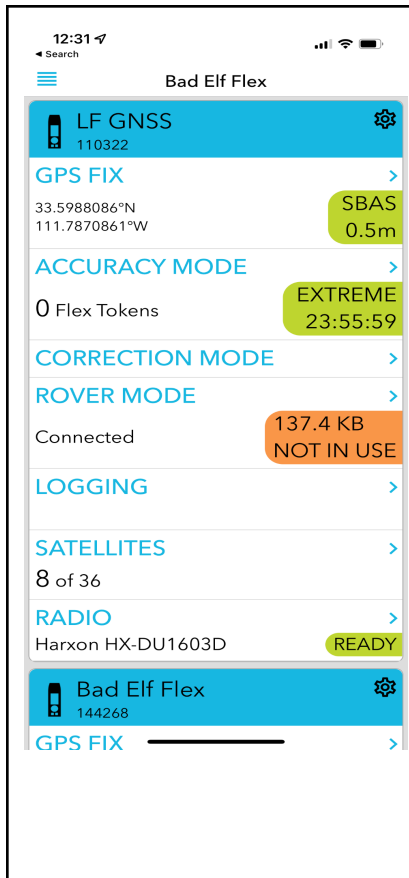 12:31
◄ Search
Bad Elf Flex
LF GNSS
110322
GPS FIX
33.5988086°N
111.7870861°W
SBAS
0.5m
ACCURACY MODE
0 Flex Tokens
EXTREME
23:55:59
CORRECTION MODE
ROVER MODE
Connected
137.4 KB
NOT IN USE
LOGGING
SATELLITES
8 of 36
RADIO
Harxon HX-DU1603D
READY
Bad Elf Flex
144268
GPS FIX